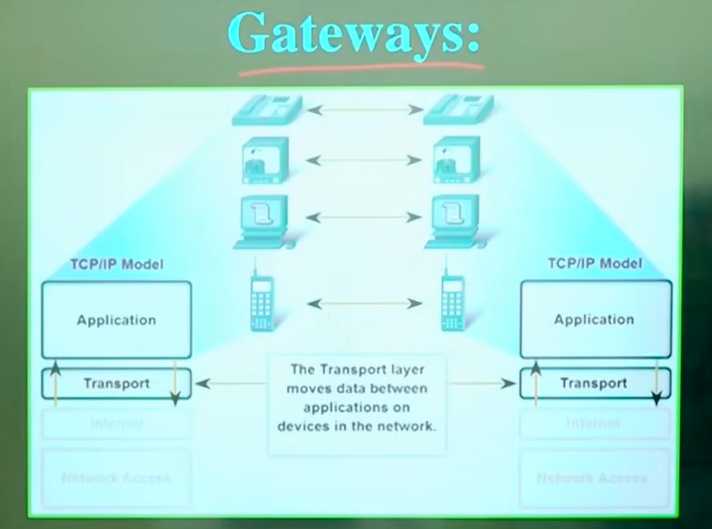 Gateways:
TCP/IP Model
TCP/IP Model
Application
Application
Transport
Transport
The Transport layer
moves data between
applications on
devices in the network.
Internet
Internet
Network Access
Network Access